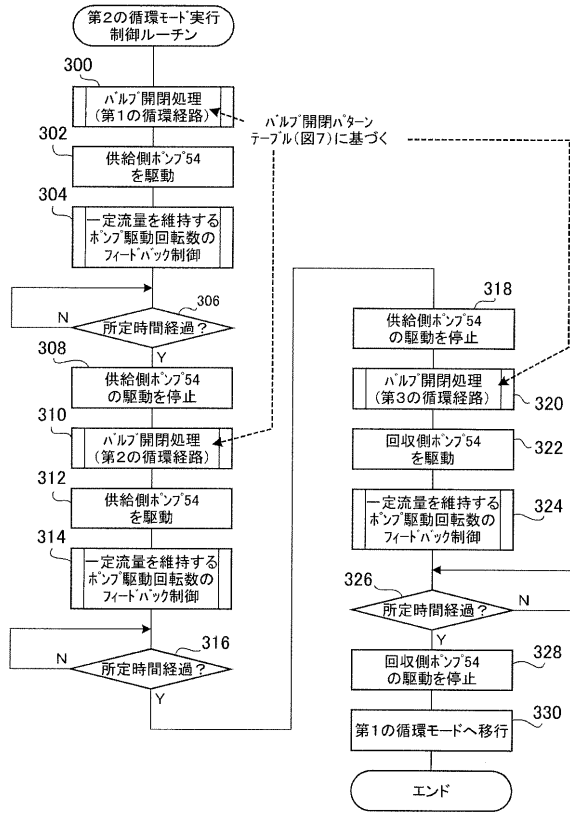 第2の循環モード実行
制御ルーチン
300
バルブ開閉処理
(第1の循環経路)
バルブ開閉パターン
テーブル(図7)に基づく
302
供給側ポンプ54
を駆動
304
一定流量を維持する
ポンプ駆動回転数の
フィードバック制御
306
所定時間経過？
N
Y
308
供給側ポンプ54
の駆動を停止
310
バルブ開閉処理
(第2の循環経路)
312
供給側ポンプ54
を駆動
314
一定流量を維持する
ポンプ駆動回転数の
フィードバック制御
316
所定時間経過？
N
Y
318
供給側ポンプ54
の駆動を停止
バルブ開閉処理
(第3の循環経路)
320
回収側ポンプ54
を駆動
322
一定流量を維持する
ポンプ駆動回転数の
フィードバック制御
324
326
所定時間経過？
N
Y
回収側ポンプ54
の駆動を停止
328
第1の循環モードへ移行
330
エンド